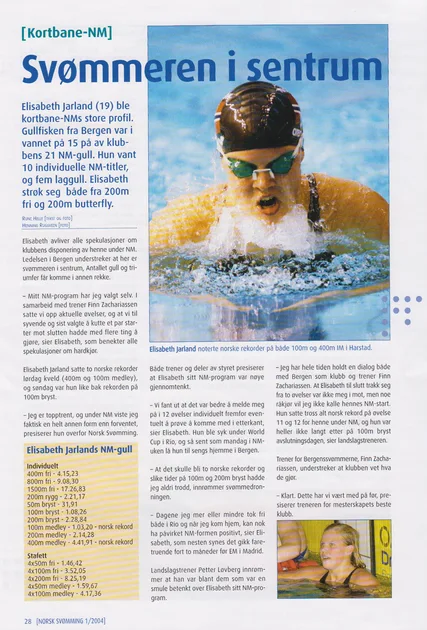 [Kortbane-NM]
Svømmeren i sentrum
Elisabeth Jarland (19) ble
kortbane-NMs store profil.
Gullfisken fra Bergen var i
vannet på 15 på av klub-
bens 21 NM-gull. Hun vant
10 individuelle NM-titler,
og fem laggull. Elisabeth
strøk seg både fra 200m
fri og 200m butterfly.
Elisabeth avliver alle spekulasjoner om
klubbens disponering av henne under NM.
Ledelsen i Bergen understreker at her er
svømmeren i sentrum, Antallet gull og tri-
umfer får komme i annen rekke.
– Mitt NM-program har jeg valgt selv. I
samarbeid med trener Finn Zachariassen
satte vi opp aktuelle øvelser, og at vi til
syvende og sist valgte å kutte et par star-
ter mot slutten hadde med flere ting å
gjøre, sier Elisabeth, som benekter alle
spekulasjoner om hardkjør.
Elisabeth Jarland satte to norske rekorder
lørdag kveld (400m og 100m medley),
og søndag var hun like bak rekorden på
100m bryst.
– Jeg er topptrent, og under NM viste jeg
faktisk en helt annen form enn forventet,
presiserer hun overfor Norsk Svømming.
Elisabeth Jarlands NM-gull
Individuelt
400m fri - 4.15,23
800m fri - 9.08,30
1500m fri - 17.26,83
200m rygg - 2.21,17
50m bryst - 31,91
100m bryst - 1.08,26
200m bryst - 2.28,84
100m medley - 1.03,20 - norsk rekord
200m medley - 2.14,28
400m medley - 4.41,91 - norsk rekord
Stafett
4x50m fri - 1.46,42
4x100m fri - 3.52,05
4x200m fri - 8.25,19
4x50m medley - 1.59,67
4x100m medley - 4.17,36
Elisabeth Jarland noterte norske rekorder på både 100m og 400m IM i Harstad.
Både trener og deler av styret presiserer
at Elisabeth sitt NM-program var nøye
gjennomtenkt.
– Vi fant ut at det var bedre å melde meg
på i 12 øvelser individuelt fremfor even-
tuelt å prøve å komme med i etterkant,
sier Elisabeth. Hun ble syk under World
Cup i Rio, og så sent som mandag i NM-
uken lå hun til sengs hjemme i Bergen.
– At det skulle bli to norske rekorder og
slike tider på 100m og 200m bryst hadde
jeg aldri trodd, innrømmer svømmedron-
ningen.
– Dagene jeg mer eller mindre tok fri
både i Rio og når jeg kom hjem, kan nok
ha påvirket NM-formen positivt, sier Eli-
sabeth, som nesten synes det gikk fare-
truende fort to måneder før EM i Madrid.
Landslagstrener Petter Løvberg innrøm-
mer at han var blant dem som var en
smule betenkt over Elisabeth sitt NM-pro-
gram.
– Jeg har hele tiden holdt en dialog både
med Bergen som klubb og trener Finn
Zachariassen. At Elisabeth til slutt trakk seg
fra to øvelser var ikke meg i mot, men noe
råkjør vil jeg ikke kalle hennes NM-start.
Hun satte tross alt norsk rekord på øvelse
11 og 12 for henne under NM, og hun var
heller ikke langt etter på 100m bryst
avslutningsdagen, sier landslagstreneren.
Trener for Bergenssvømmerne, Finn Zacha-
riassen, understreker at klubben vet hva
de gjør.
– Klart. Dette har vi vært med på før, pre-
siserer treneren for mesterskapets beste
klubb.
28 [NORSK SVØMMING 1/2004]